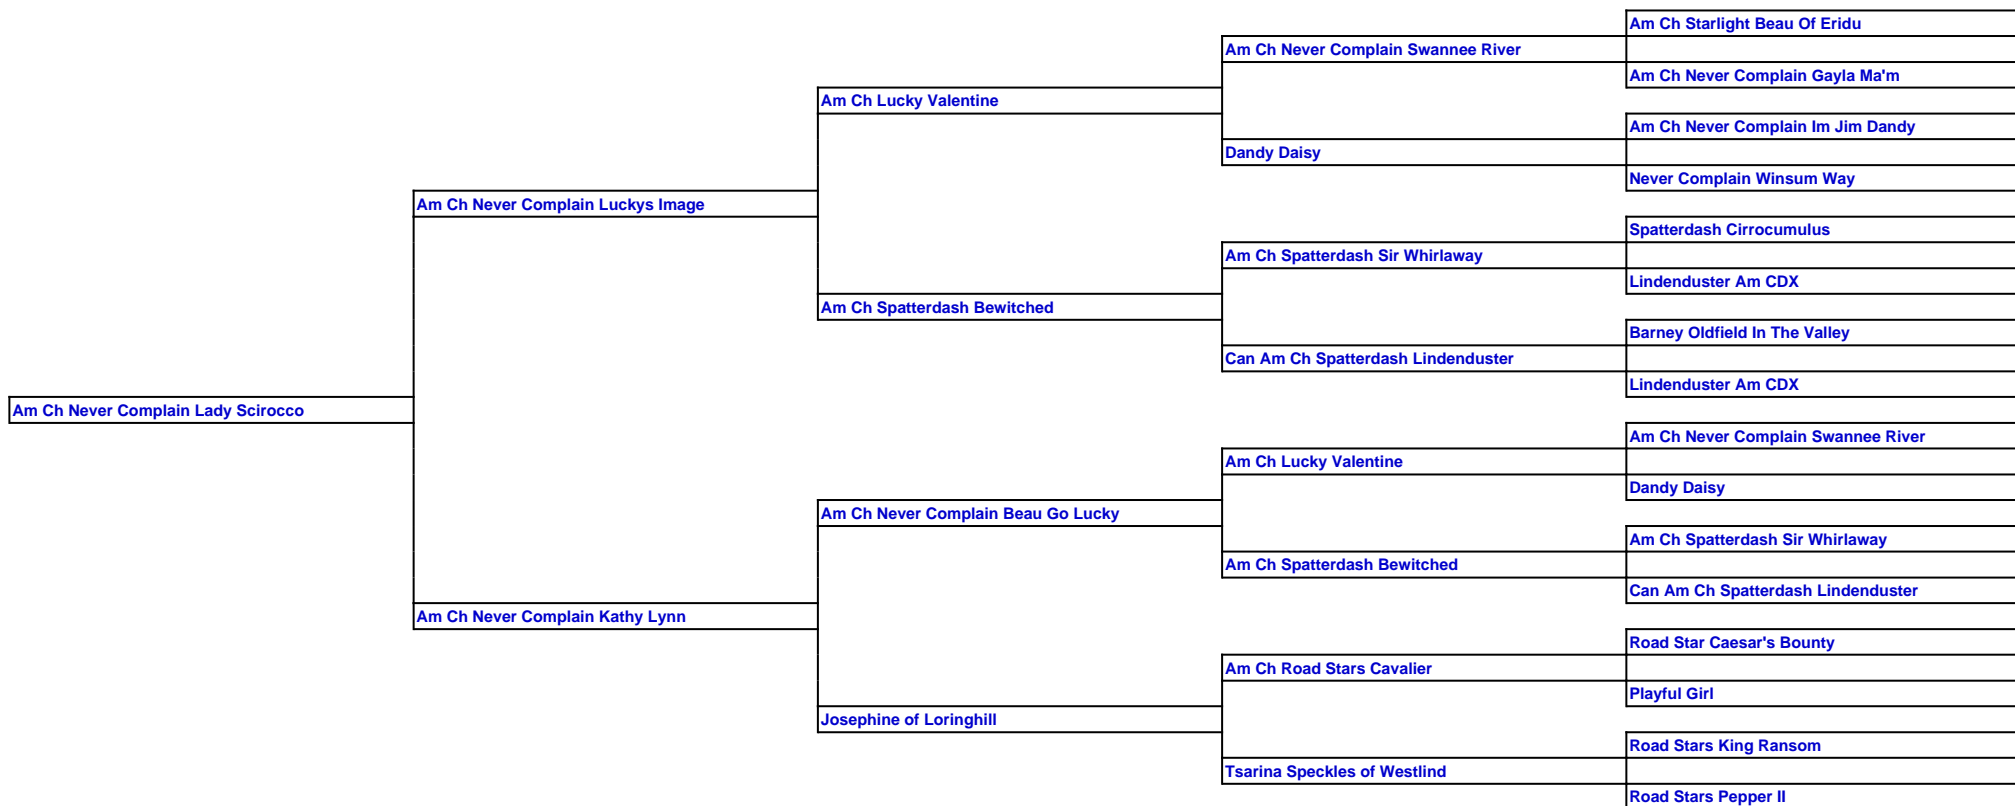 Am Ch Starlight Beau Of Eridu
Am Ch Never Complain Swannee River
Am Ch Never Complain Gayla Ma'm
Am Ch Lucky Valentine
Am Ch Never Complain Im Jim Dandy
Dandy Daisy
Never Complain Winsum Way
Am Ch Never Complain Luckys Image
Spatterdash Cirrocumulus
Am Ch Spatterdash Sir Whirlaway
Lindenduster Am CDX
Am Ch Spatterdash Bewitched
Barney Oldfield In The Valley
Can Am Ch Spatterdash Lindenduster
Lindenduster Am CDX
Am Ch Never Complain Lady Scirocco
Am Ch Never Complain Swannee River
Am Ch Lucky Valentine
Dandy Daisy
Am Ch Never Complain Beau Go Lucky
Am Ch Spatterdash Sir Whirlaway
Am Ch Spatterdash Bewitched
Can Am Ch Spatterdash Lindenduster
Am Ch Never Complain Kathy Lynn
Road Star Caesar's Bounty
Am Ch Road Stars Cavalier
Playful Girl
Josephine of Loringhill
Road Stars King Ransom
Tsarina Speckles of Westlind
Road Stars Pepper II